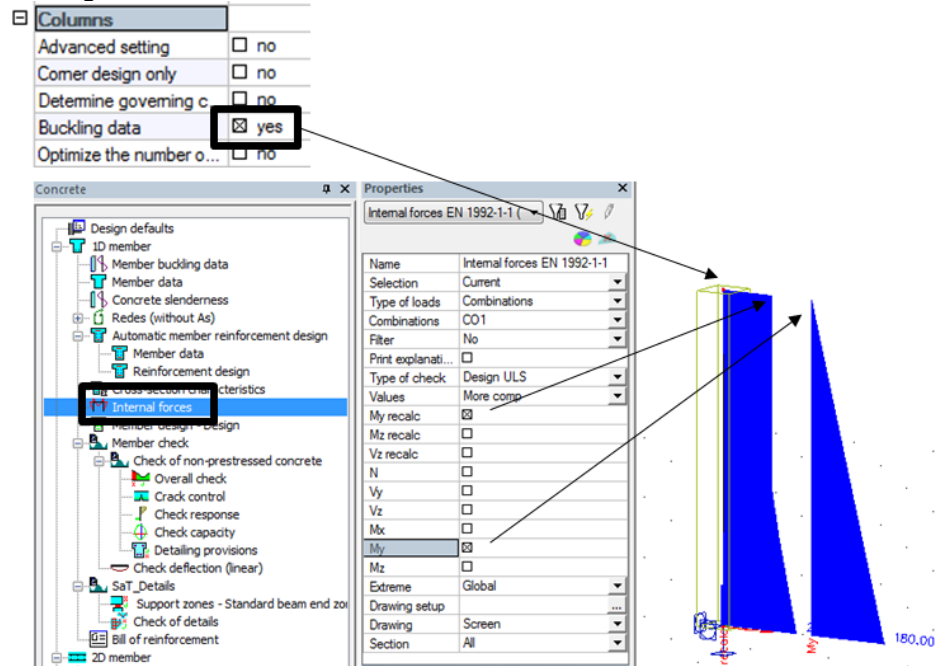 Columns
Advanced setting no
Corner design only no
Determine governing c... no
Buckling data yes
Optimize the number o... no
Concrete
Design defaults
1D member
Member buckling data
Member data
Concrete slenderness
Redes (without As)
Automatic member reinforcement design
Member data
Reinforcement design
Cross-section characteristics
Internal forces
Member design - Design
Member check
Check of non-prestressed concrete
Overall check
Crack control
Check response
Check capacity
Detailing provisions
Check deflection (linear)
SaT_Details
Support zones - Standard beam end zo
Check of details
Bill of reinforcement
2D member
Properties
Internal forces EN 1992-1-1 (
Name Internal forces EN 1992-1-1
Selection Current
Type of loads Combinations
Combinations CO1
Filter No
Print explanati...
Type of check Design ULS
Values More comp
My recalc
Mz recalc
Vz recalc
N
Vy
Vz
Mx
My
Mz
Extreme Global
Drawing setup ...
Drawing Screen
Section All
180.00
My